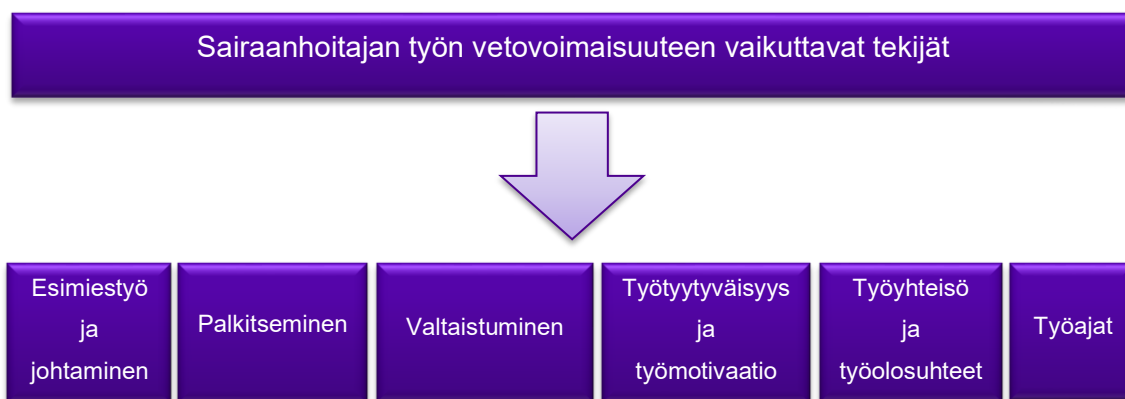 Sairaanhoitajan työn vetovoimaisuuteen vaikuttavat tekijät
Esimiestyö
ja
johtaminen
Palkitseminen
Valtaistuminen
Työtyytyväisyys
ja
työmotivaatio
Työyhteisö
ja
työolosuhteet
Työajat